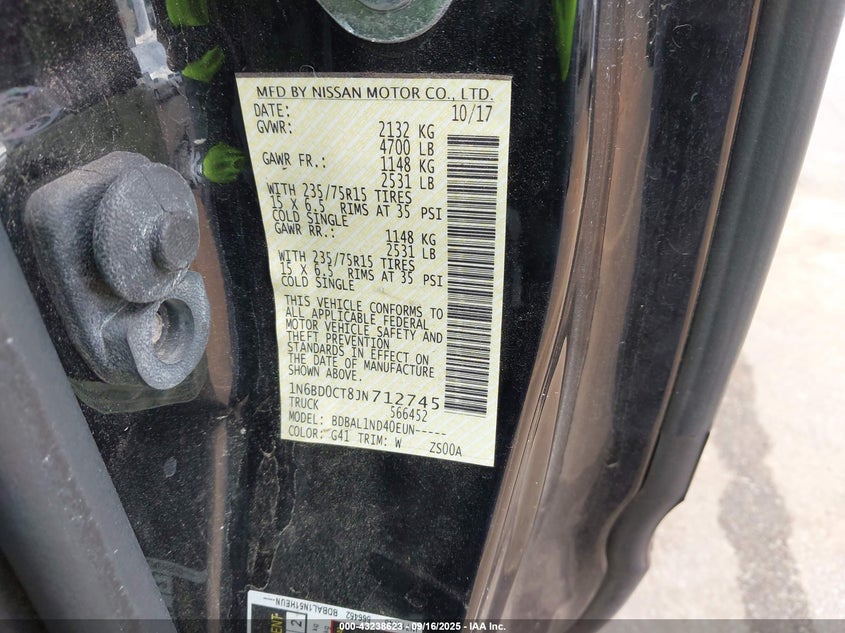 MFD BY NISSAN MOTOR CO., LTD.
DATE: 10/17
GVWR: 2132 KG
4700 LB
GAWR FR.: 1148 KG
2531 LB
WITH 235/75R15 TIRES
15 X 6.5 RIMS AT 35 PSI
COLD SINGLE
GAWR RR.: 1148 KG
2531 LB
WITH 235/75R15 TIRES
15 X 6.5 RIMS AT 35 PSI
COLD SINGLE
THIS VEHICLE CONFORMS TO
ALL APPLICABLE FEDERAL
MOTOR VEHICLE SAFETY AND
THEFT PREVENTION
STANDARDS IN EFFECT ON
THE DATE OF MANUFACTURE
SHOWN ABOVE.
1N6BD0CT8JN712745
TRUCK 566452
MODEL: BDBAL1ND40EUN-----
COLOR: G41 TRIM: W ZS00A
566452 BDBAL1N51HEUN
000-43238623 - 09/16/2025 - IAA Inc.